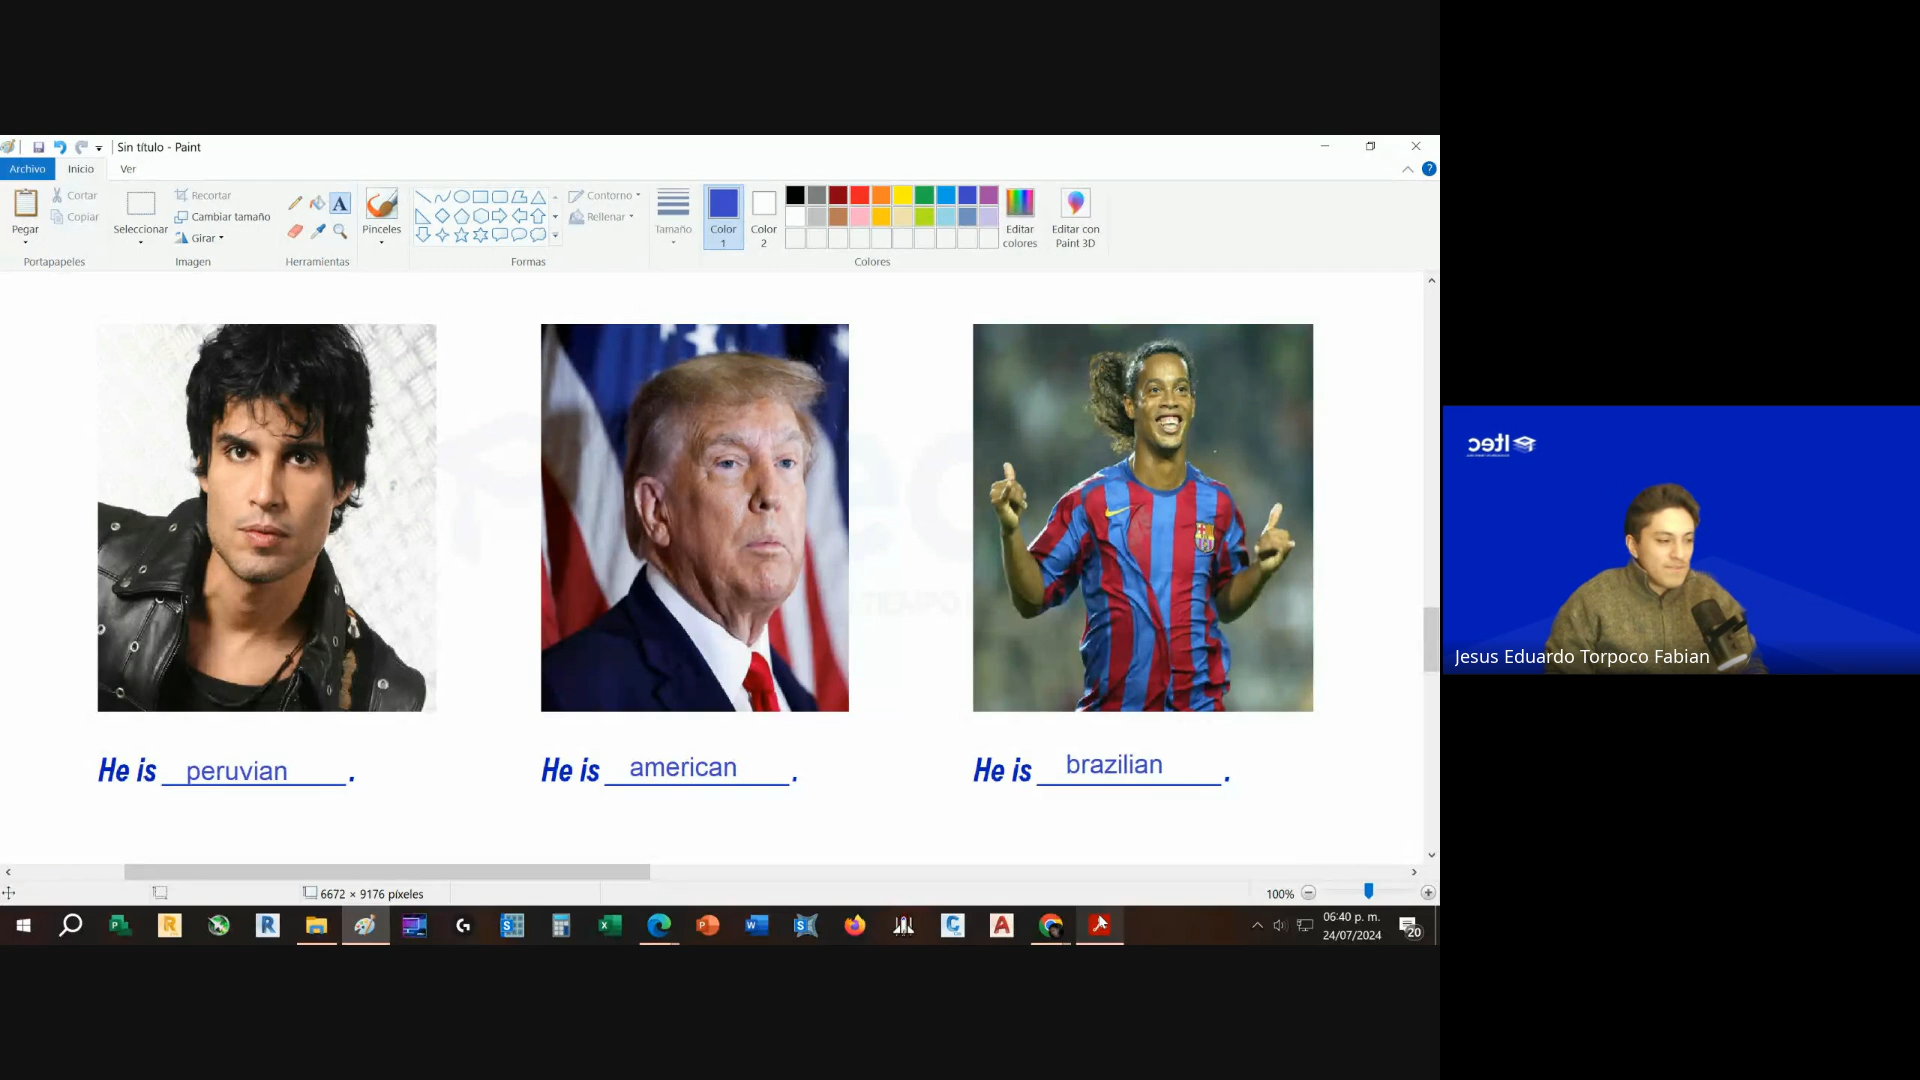 Sin título - Paint
Archivo Inicio Ver
Pegar
Cortar
Copiar
Portapapeles
Seleccionar
Recortar
Cambiar tamaño
Girar
Imagen
A
Herramientas
Pinceles
Formas
Contorno
Rellenar
Tamaño
Color 1
Color 2
Colores
Editar colores
Editar con Paint 3D
TIEMPO
He is peruvian.
He is american.
He is brazilian.
6672 × 9176 píxeles
100%
06:40 p. m.
24/07/2024
20
Itec
Jesus Eduardo Torpoco Fabian